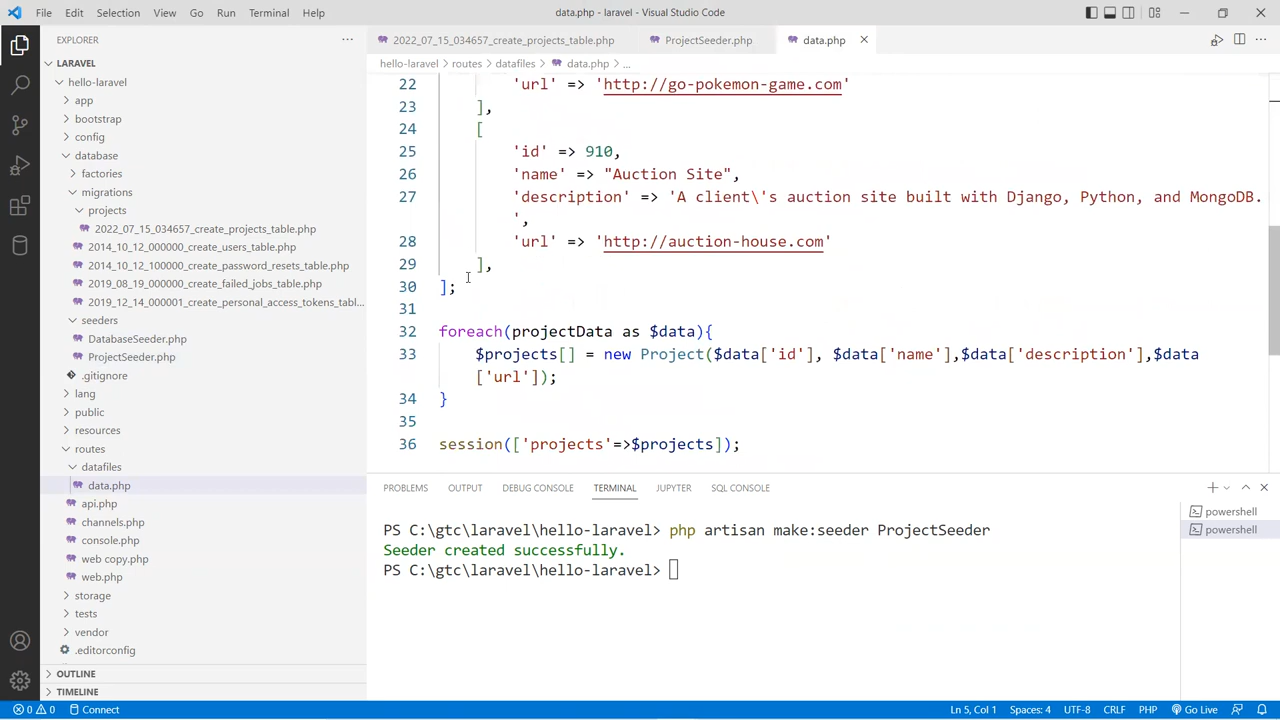 File Edit Selection View Go Run Terminal Help
data.php - laravel - Visual Studio Code
EXPLORER
LARAVEL
hello-laravel
app
bootstrap
config
database
factories
migrations
projects
2022_07_15_034657_create_projects_table.php
2014_10_12_000000_create_users_table.php
2014_10_12_100000_create_password_resets_table.php
2019_08_19_000000_create_failed_jobs_table.php
2019_12_14_000001_create_personal_access_tokens_tabl...
seeders
DatabaseSeeder.php
ProjectSeeder.php
.gitignore
lang
public
resources
routes
datafiles
data.php
api.php
channels.php
console.php
web copy.php
web.php
storage
tests
vendor
.editorconfig
OUTLINE
TIMELINE
2022_07_15_034657_create_projects_table.php ProjectSeeder.php data.php
hello-laravel > routes > datafiles > data.php > ...
22 'url' => 'http://go-pokemon-game.com'
23 ],
24 [
25 'id' => 910,
26 'name' => "Auction Site",
27 'description' => 'A client\'s auction site built with Django, Python, and MongoDB.
',
28 'url' => 'http://auction-house.com'
29 ],
30 ];
31
32 foreach(projectData as $data){
33 $projects[] = new Project($data['id'], $data['name'],$data['description'],$data
['url']);
34 }
35
36 session(['projects'=>$projects]);
PROBLEMS OUTPUT DEBUG CONSOLE TERMINAL JUPYTER SQL CONSOLE
PS C:\gtc\laravel\hello-laravel> php artisan make:seeder ProjectSeeder
Seeder created successfully.
PS C:\gtc\laravel\hello-laravel>
powershell
powershell
0 0 Connect
Ln 5, Col 1 Spaces: 4 UTF-8 CRLF PHP Go Live